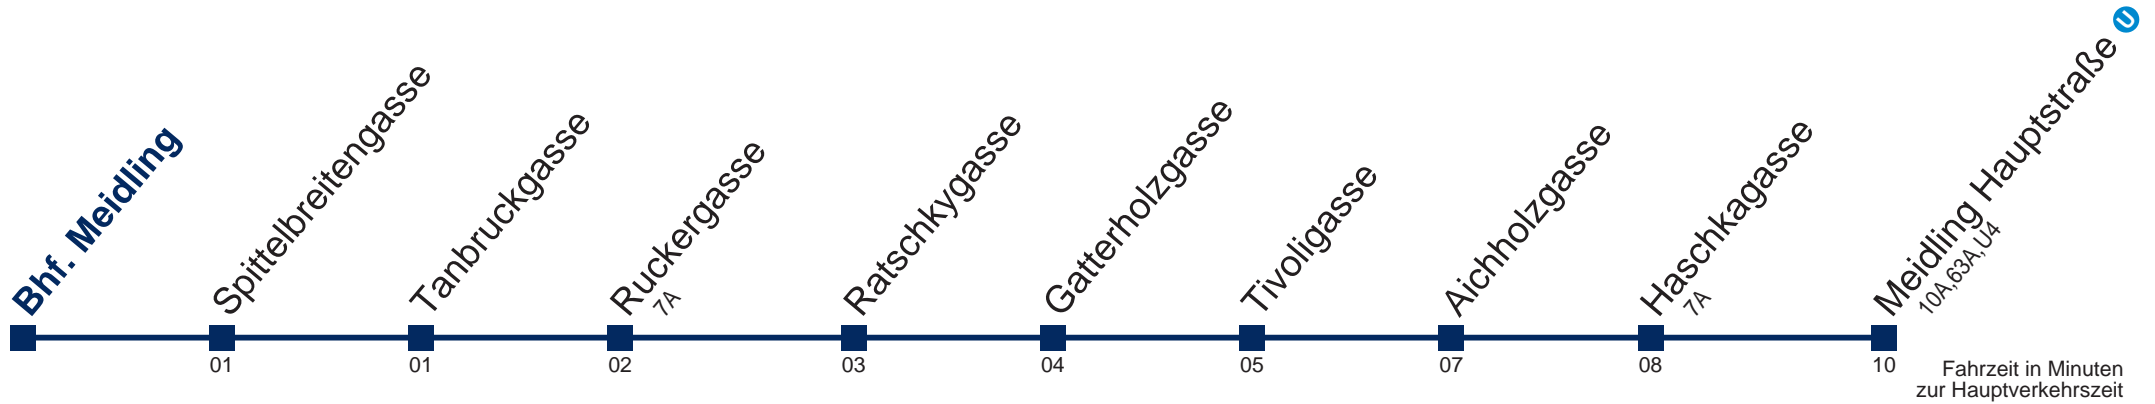 Bhf. Meidling
Spittelbreitengasse
Tanbruckgasse
Ruckergasse
7A
Ratschkygasse
Gatterholzgasse
Tivoligasse
Aichholzgasse
Haschkagasse
7A
Meidling Hauptstraße U
10A,63A,U4
01
01
02
03
04
05
07
08
10
Fahrzeit in Minuten
zur Hauptverkehrszeit